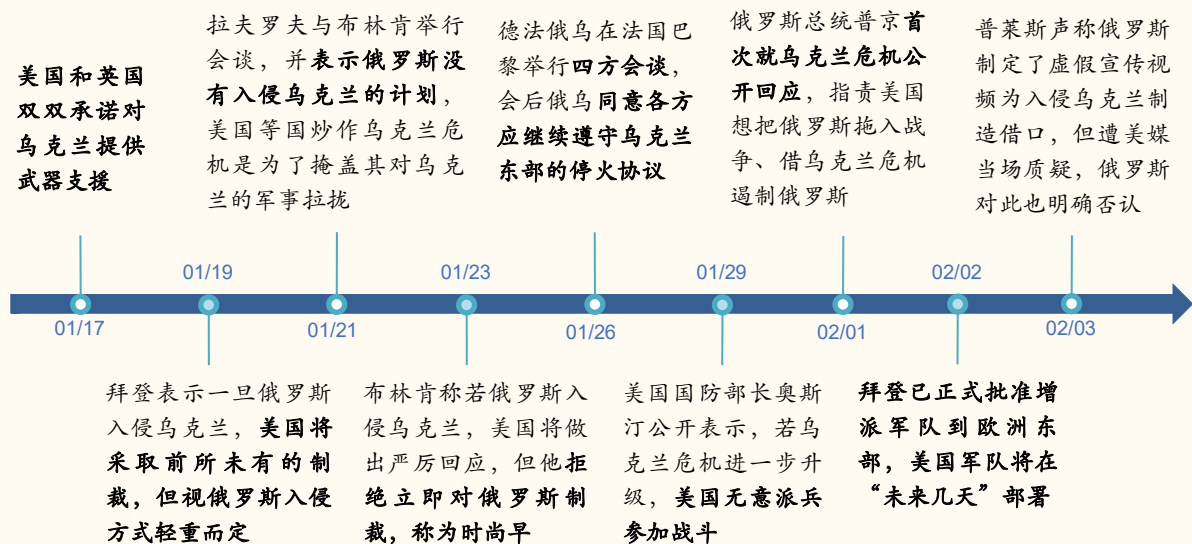 美国和英国
双双承诺对
乌克兰提供
武器支援
拉夫罗夫与布林肯举行
会谈，并表示俄罗斯没
有入侵乌克兰的计划，
美国等国炒作乌克兰危
机是为了掩盖其对乌克
兰的军事拉拢
德法俄乌在法国巴
黎举行四方会谈，
会后俄乌同意各方
应继续遵守乌克兰
东部的停火协议
俄罗斯总统普京首
次就乌克兰危机公
开回应，指责美国
想把俄罗斯拖入战
争、借乌克兰危机
遏制俄罗斯
普莱斯声称俄罗斯
制定了虚假宣传视
频为入侵乌克兰制
造借口，但遭美媒
当场质疑，俄罗斯
对此也明确否认
01/19
01/23
01/29
02/02
01/17
01/21
01/26
02/01
02/03
拜登表示一旦俄罗斯
入侵乌克兰，美国将
采取前所未有的制
裁，但视俄罗斯入侵
方式轻重而定
布林肯称若俄罗斯入
侵乌克兰，美国将做
出严厉回应，但他拒
绝立即对俄罗斯制
裁，称为时尚早
美国国防部长奥斯
汀公开表示，若乌
克兰危机进一步升
级，美国无意派兵
参加战斗
拜登已正式批准增
派军队到欧洲东
部，美国军队将在
“未来几天”部署